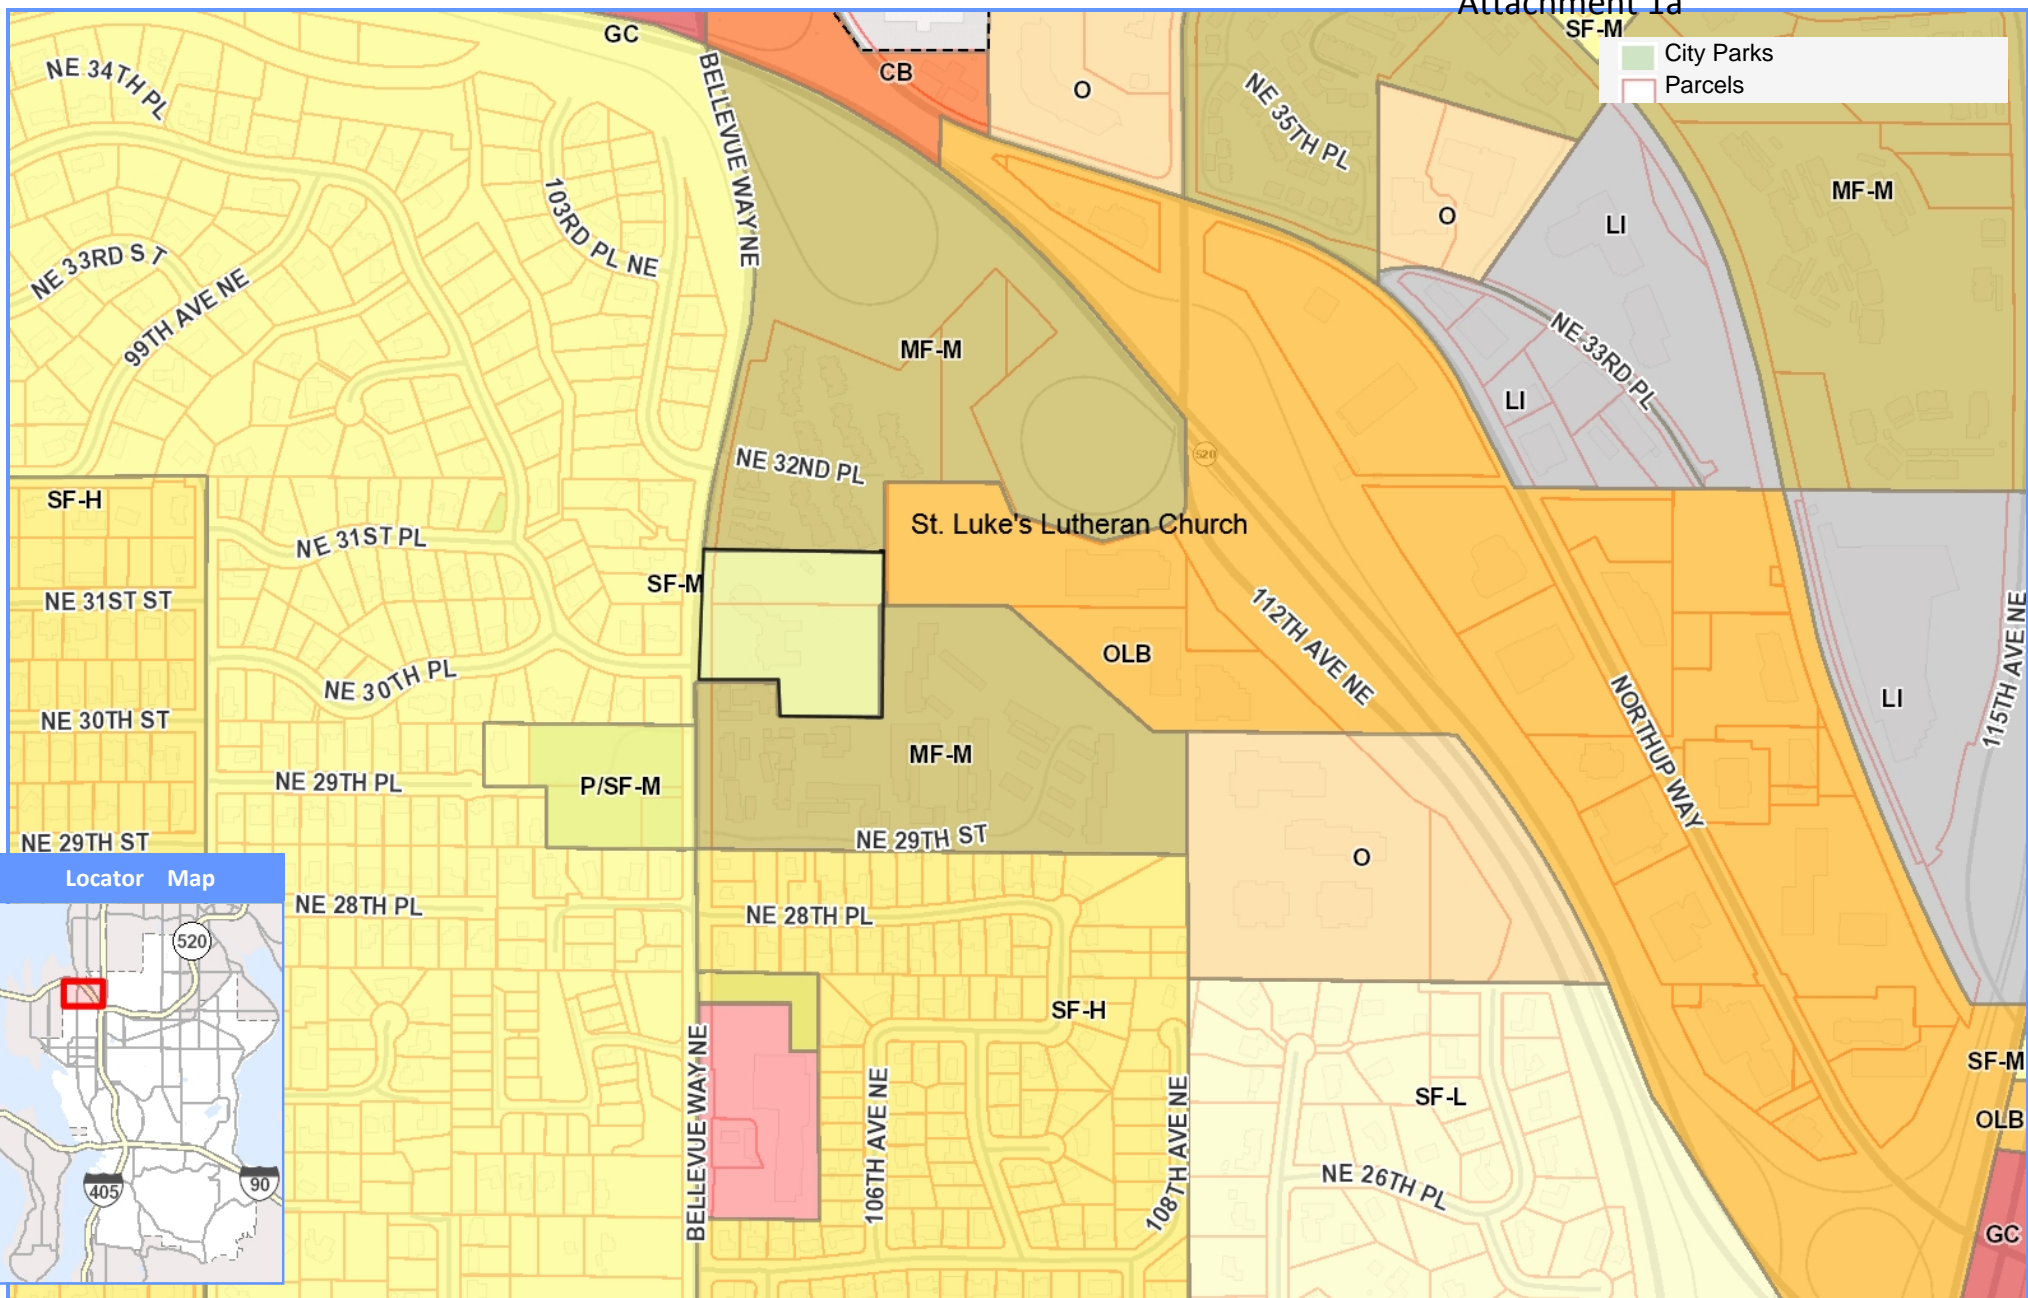 Attachment 1a
GC
SF-M
City Parks
Parcels
NE 34TH PL
BELLEVUE WAY NE
CB
O
NE 35TH PL
MF-M
103RD PL NE
O
LI
NE 33RD S T
99TH AVE NE
MF-M
NE 33RD PL
LI
NE 32ND PL
520
SF-H
St. Luke's Lutheran Church
NE 31ST PL
SF-M
NE 31ST ST
112TH AVE NE
115TH AVE NE
OLB
NE 30TH PL
LI
NE 30TH ST
NORTHUP WAY
MF-M
NE 29TH PL
P/SF-M
NE 29TH ST
NE 29TH ST
O
Locator Map
NE 28TH PL
NE 28TH PL
520
SF-H
BELLEVUE WAY NE
SF-M
106TH AVE NE
108TH AVE NE
SF-L
OLB
NE 26TH PL
405
90
GC